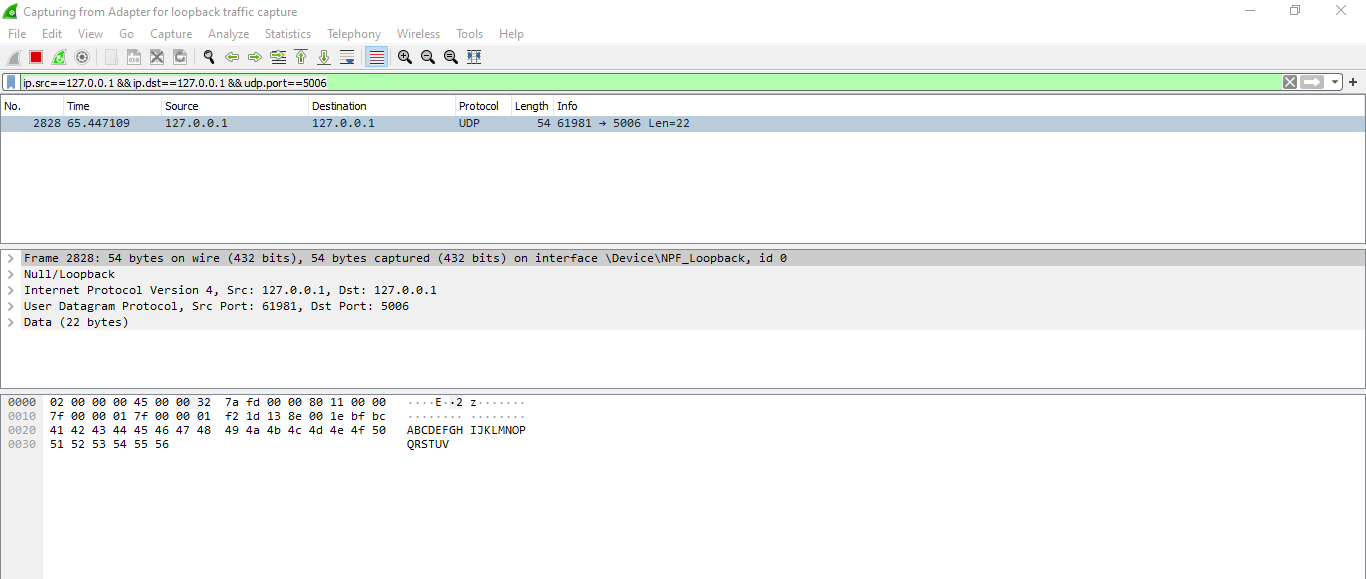 Capturing from Adapter for loopback traffic capture
File Edit View Go Capture Analyze Statistics Telephony Wireless Tools Help
ip.src==127.0.0.1 && ip.dst==127.0.0.1 && udp.port==5006
No. Time Source Destination Protocol Length Info
2828 65.447109 127.0.0.1 127.0.0.1 UDP 54 61981 → 5006 Len=22
Frame 2828: 54 bytes on wire (432 bits), 54 bytes captured (432 bits) on interface \Device\NPF_Loopback, id 0
Null/Loopback
Internet Protocol Version 4, Src: 127.0.0.1, Dst: 127.0.0.1
User Datagram Protocol, Src Port: 61981, Dst Port: 5006
Data (22 bytes)
0000 02 00 00 00 45 00 00 32 7a fd 00 00 80 11 00 00 ····E··2 z·······
0010 7f 00 00 01 7f 00 00 01 f2 1d 13 8e 00 1e bf bc ········ ········
0020 41 42 43 44 45 46 47 48 49 4a 4b 4c 4d 4e 4f 50 ABCDEFGH IJKLMNOP
0030 51 52 53 54 55 56 QRSTUV